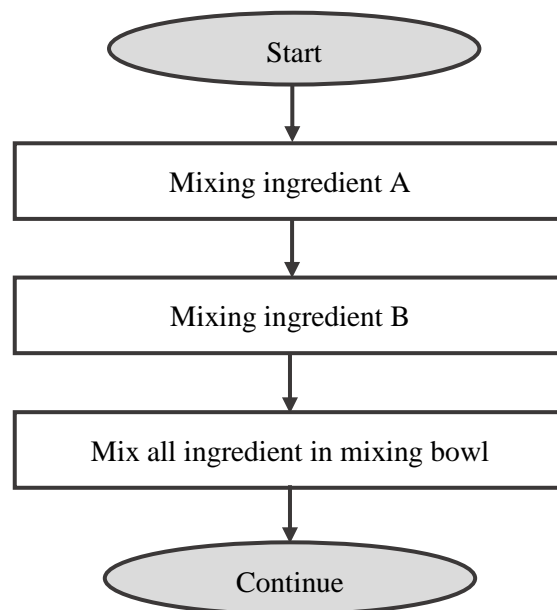 Start
Mixing ingredient A
Mixing ingredient B
Mix all ingredient in mixing bowl
Continue